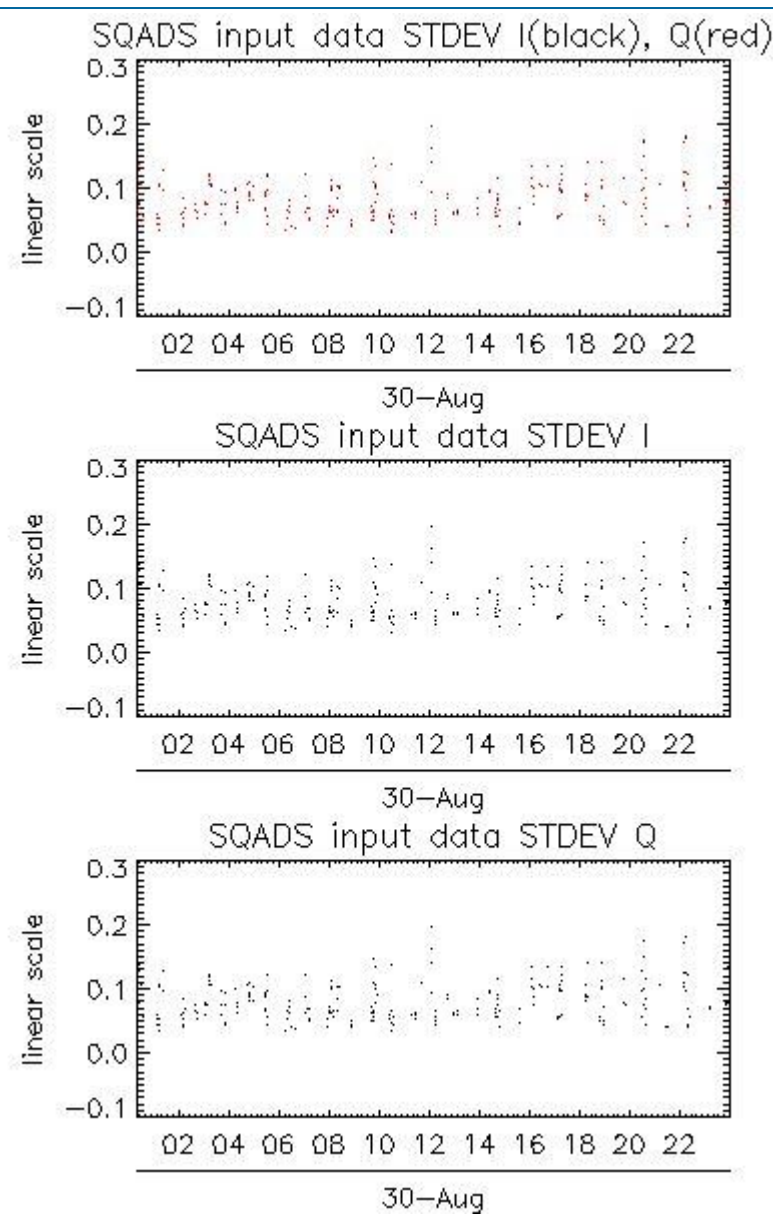 SQADS input data STDEV I(black), Q(red)
0.3
0.2
0.1
0.0
-0.1
linear scale
02 04 06 08 10 12 14 16 18 20 22
30-Aug
SQADS input data STDEV I
0.3
0.2
0.1
0.0
-0.1
linear scale
02 04 06 08 10 12 14 16 18 20 22
30-Aug
SQADS input data STDEV Q
0.3
0.2
0.1
0.0
-0.1
linear scale
02 04 06 08 10 12 14 16 18 20 22
30-Aug